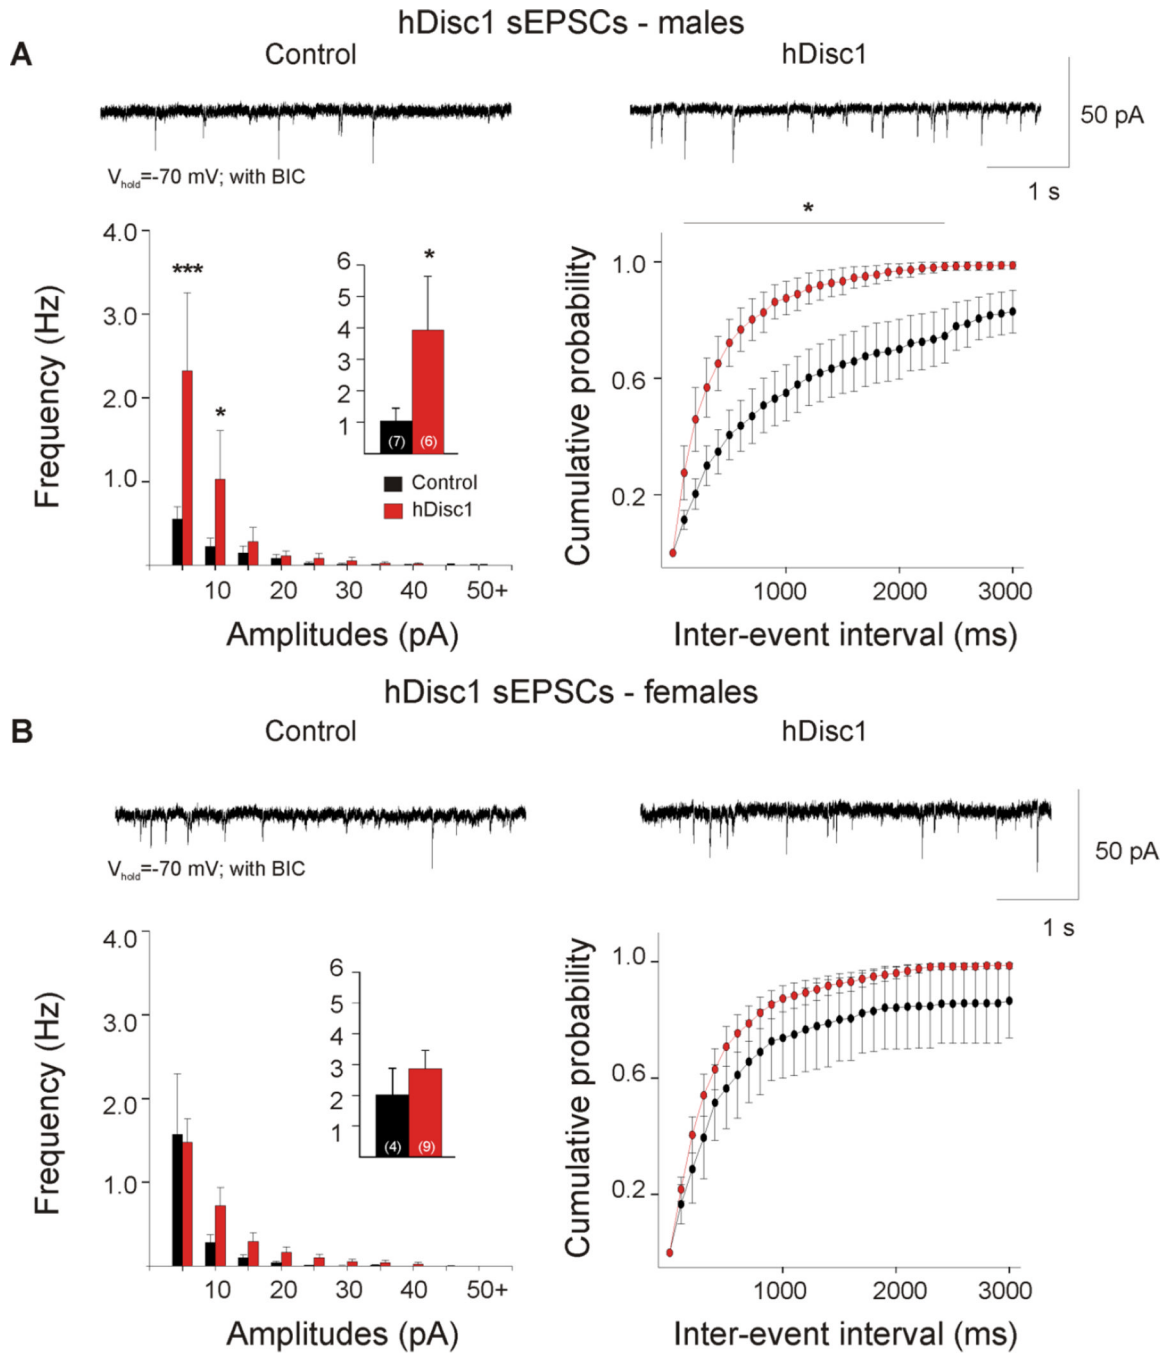 hDisc1 sEPSCs - males
A
Control
hDisc1
50 pA
1 s
Vhold=-70 mV; with BIC
Frequency (Hz)
4.0
3.0
2.0
1.0
***
*
10
20
30
40
50+
Amplitudes (pA)
6
5
4
3
2
1
*
(7)
(6)
Control
hDisc1
*
Cumulative probability
1.0
0.6
0.2
1000
2000
3000
Inter-event interval (ms)
hDisc1 sEPSCs - females
B
Control
hDisc1
50 pA
1 s
Vhold=-70 mV; with BIC
Frequency (Hz)
4.0
3.0
2.0
1.0
10
20
30
40
50+
Amplitudes (pA)
6
5
4
3
2
1
(4)
(9)
Cumulative probability
1.0
0.6
0.2
1000
2000
3000
Inter-event interval (ms)